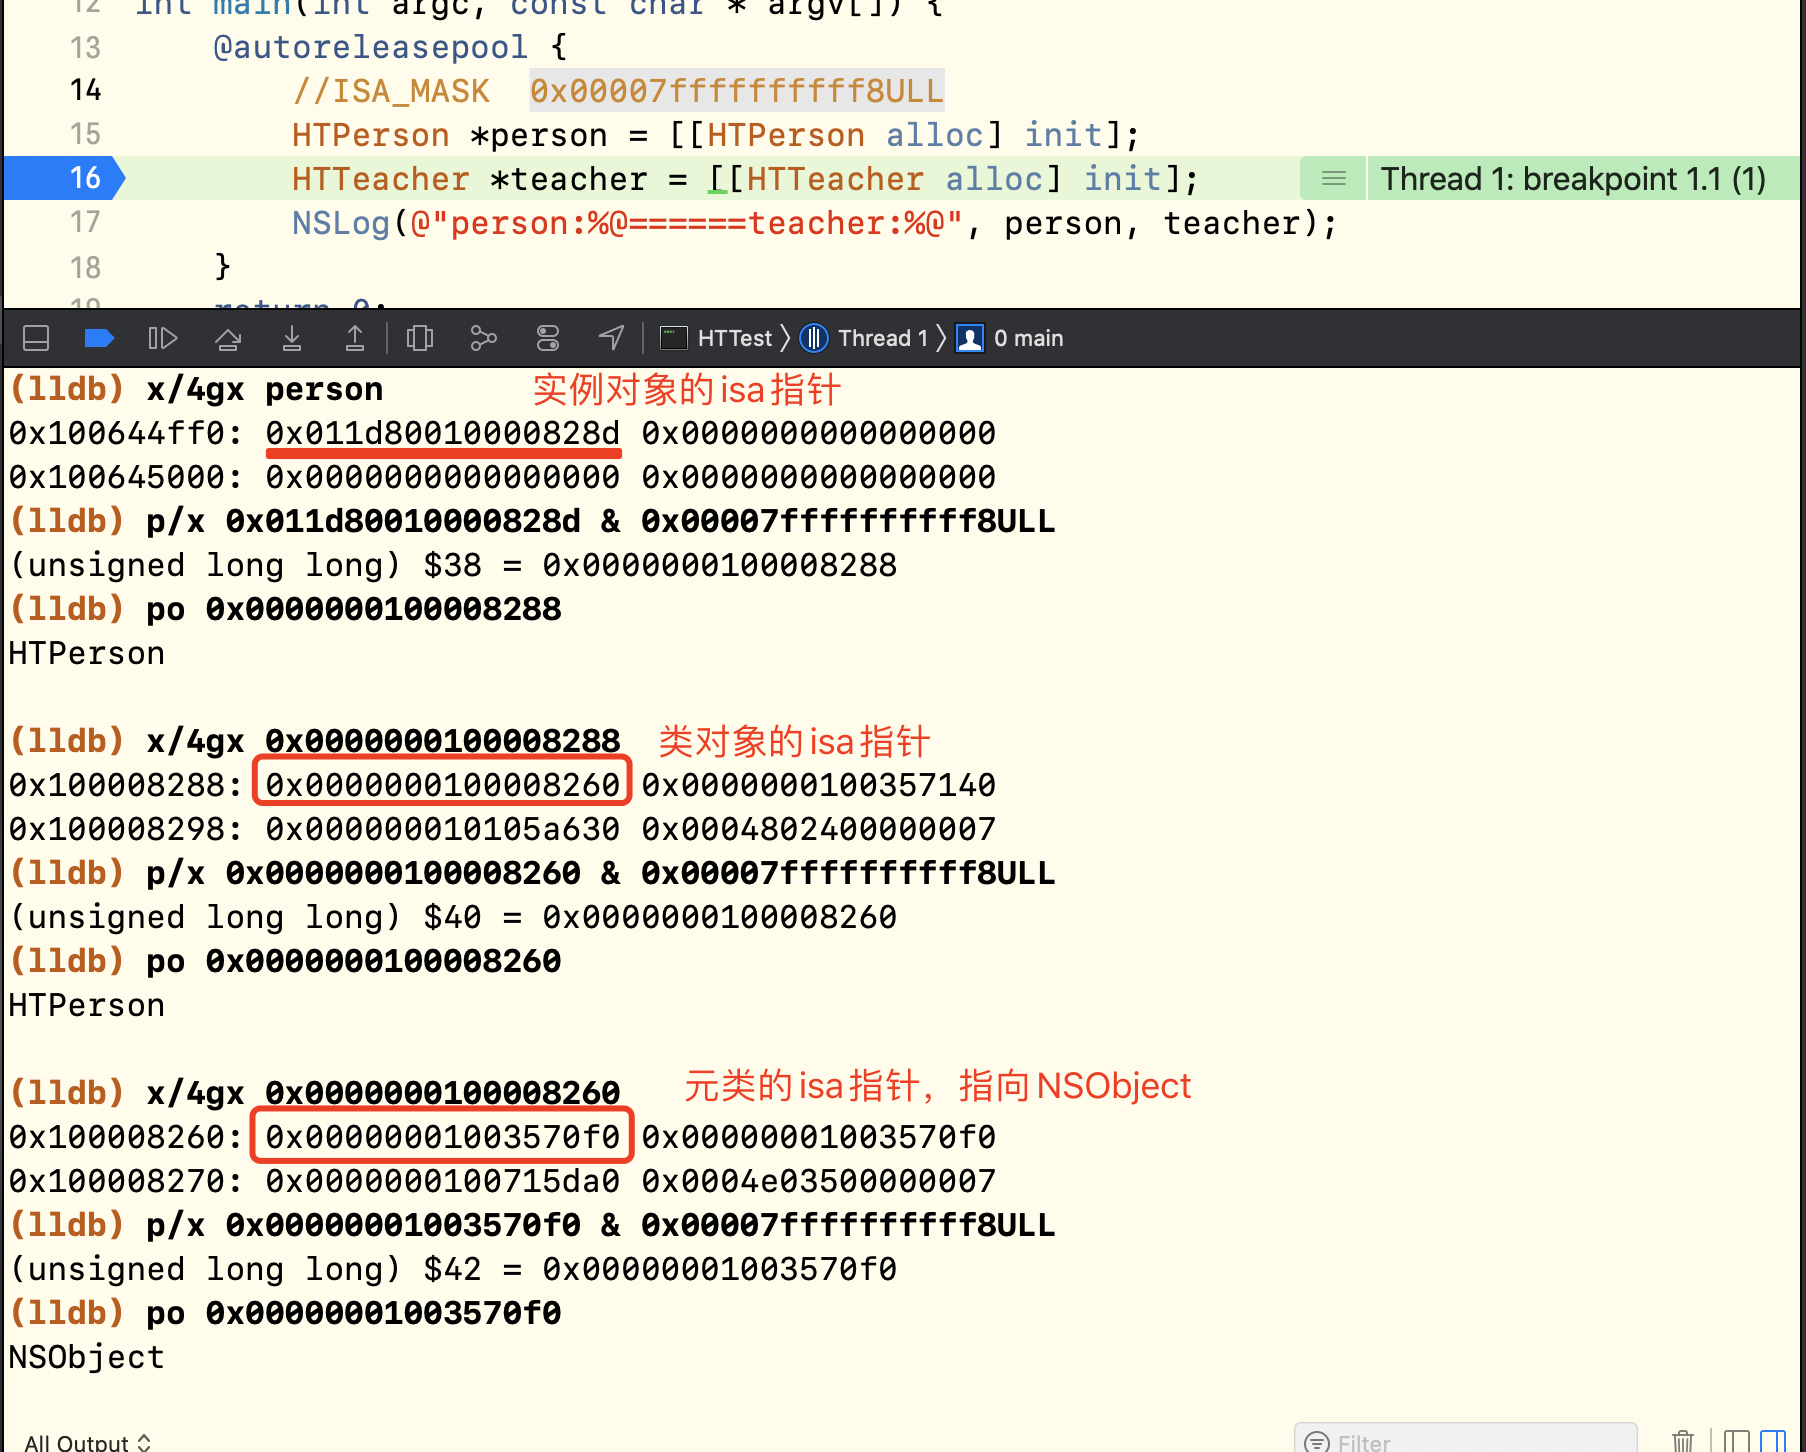 12 int main(int argc, const char * argv[]) {
13 @autoreleasepool {
14 //ISA_MASK 0x00007ffffffffff8ULL
15 HTPerson *person = [[HTPerson alloc] init];
16 HTTeacher *teacher = [[HTTeacher alloc] init]; Thread 1: breakpoint 1.1 (1)
17 NSLog(@"person:%@======teacher:%@", person, teacher);
18 }
19 return 0;
HTTest 〉 Thread 1 〉 0 main
(lldb) x/4gx person 实例对象的isa指针
0x100644ff0: 0x011d80010000828d 0x0000000000000000
0x100645000: 0x0000000000000000 0x0000000000000000
(lldb) p/x 0x011d80010000828d & 0x00007ffffffffff8ULL
(unsigned long long) $38 = 0x0000000100008288
(lldb) po 0x0000000100008288
HTPerson
(lldb) x/4gx 0x0000000100008288 类对象的isa指针
0x100008288: 0x0000000100008260 0x0000000100357140
0x100008298: 0x000000010105a630 0x0004802400000007
(lldb) p/x 0x0000000100008260 & 0x00007ffffffffff8ULL
(unsigned long long) $40 = 0x0000000100008260
(lldb) po 0x0000000100008260
HTPerson
(lldb) x/4gx 0x0000000100008260 元类的isa指针，指向NSObject
0x100008260: 0x00000001003570f0 0x00000001003570f0
0x100008270: 0x0000000100715da0 0x0004e03500000007
(lldb) p/x 0x00000001003570f0 & 0x00007ffffffffff8ULL
(unsigned long long) $42 = 0x00000001003570f0
(lldb) po 0x00000001003570f0
NSObject
All Output Filter